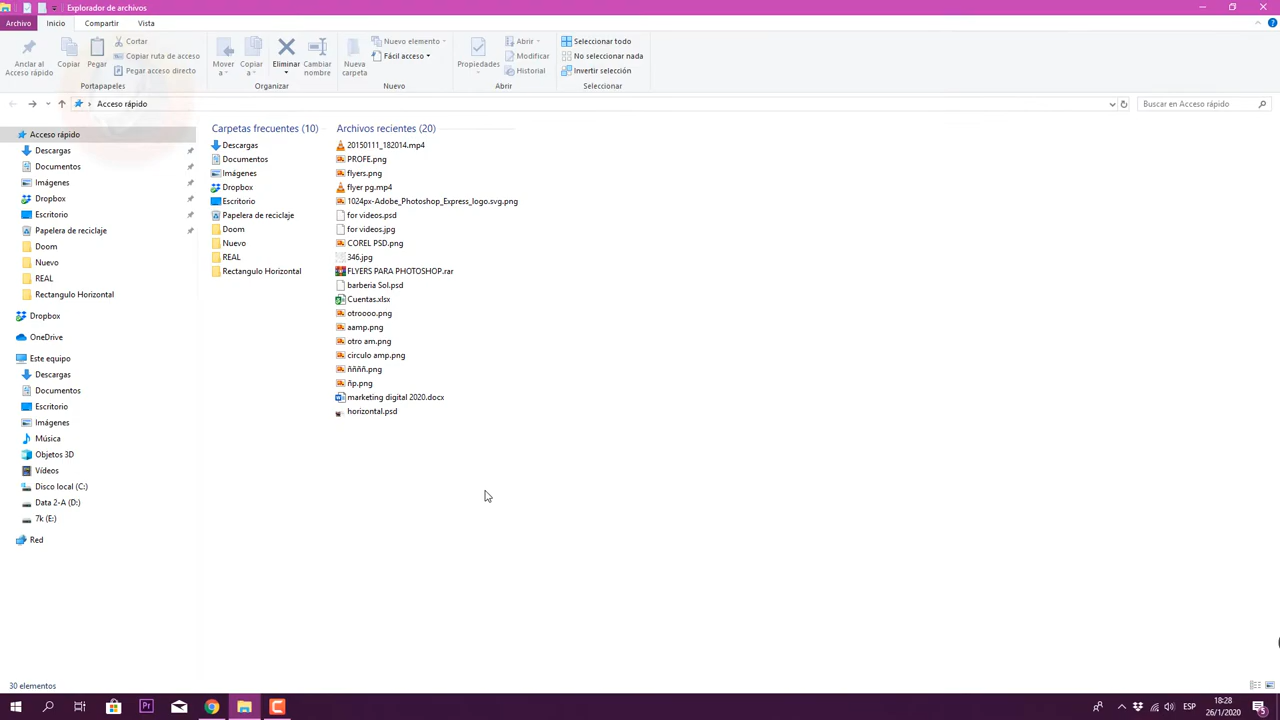 Explorador de archivos
Archivo Inicio Compartir Vista
Anclar al Acceso rápido
Copiar
Pegar
Cortar
Copiar ruta de acceso
Pegar acceso directo
Portapapeles
Mover a
Copiar a
Eliminar
Cambiar nombre
Organizar
Nueva carpeta
Nuevo elemento
Fácil acceso
Nuevo
Propiedades
Abrir
Modificar
Historial
Abrir
Seleccionar todo
No seleccionar nada
Invertir selección
Seleccionar
Acceso rápido
Buscar en Acceso rápido
Acceso rápido
Descargas
Documentos
Imágenes
Dropbox
Escritorio
Papelera de reciclaje
Doom
Nuevo
REAL
Rectangulo Horizontal
Dropbox
OneDrive
Este equipo
Descargas
Documentos
Escritorio
Imágenes
Música
Objetos 3D
Vídeos
Disco local (C:)
Data 2-A (D:)
7k (E:)
Red
Carpetas frecuentes (10)
Descargas
Documentos
Imágenes
Dropbox
Escritorio
Papelera de reciclaje
Doom
Nuevo
REAL
Rectangulo Horizontal
Archivos recientes (20)
20150111_182014.mp4
PROFE.png
flyers.png
flyer pg.mp4
1024px-Adobe_Photoshop_Express_logo.svg.png
for videos.psd
for videos.jpg
COREL PSD.png
346.jpg
FLYERS PARA PHOTOSHOP.rar
barberia Sol.psd
Cuentas.xlsx
otroooo.png
aamp.png
otro am.png
circulo amp.png
ññññ.png
ñp.png
marketing digital 2020.docx
horizontal.psd
30 elementos
Pr
ESP
18:28
26/1/2020
5